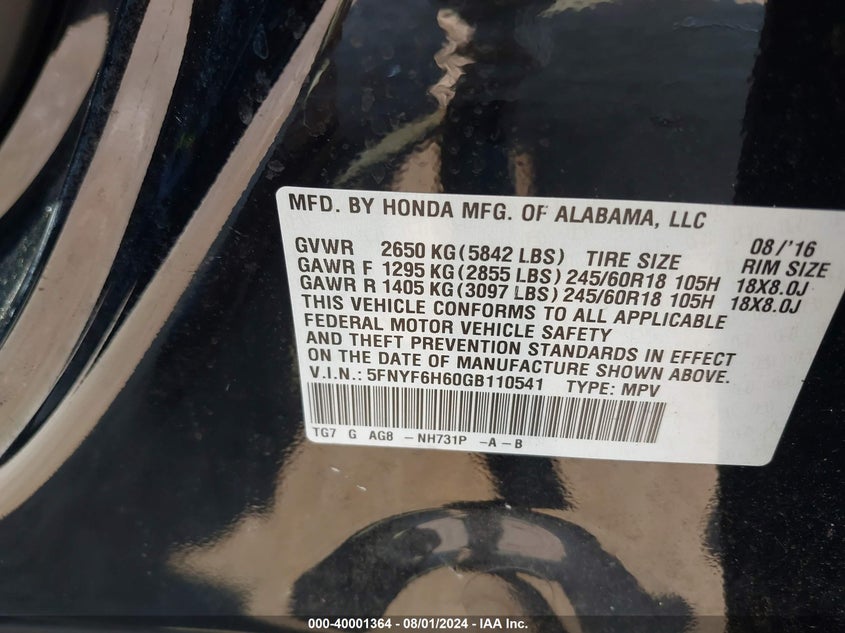 MFD. BY HONDA MFG. OF ALABAMA, LLC
08/'16
GVWR 2650 KG (5842 LBS) TIRE SIZE RIM SIZE
GAWR F 1295 KG (2855 LBS) 245/60R18 105H 18X8.0J
GAWR R 1405 KG (3097 LBS) 245/60R18 105H 18X8.0J
THIS VEHICLE CONFORMS TO ALL APPLICABLE
FEDERAL MOTOR VEHICLE SAFETY
AND THEFT PREVENTION STANDARDS IN EFFECT
ON THE DATE OF MANUFACTURE SHOWN ABOVE.
V.I.N.: 5FNYF6H60GB110541 TYPE: MPV
TG7 G AG8 - NH731P - A - B
000-40001364 - 08/01/2024 - IAA Inc.